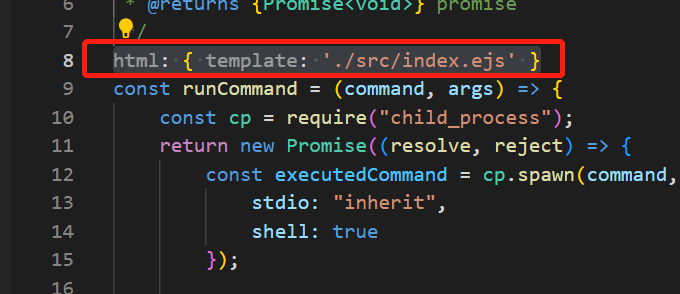 6 * @returns {Promise<void>} promise
*/
8 html: { template: './src/index.ejs' }
9 const runCommand = (command, args) => {
10 const cp = require("child_process");
11 return new Promise((resolve, reject) => {
12 const executedCommand = cp.spawn(command,
13 stdio: "inherit",
14 shell: true
15 });
16